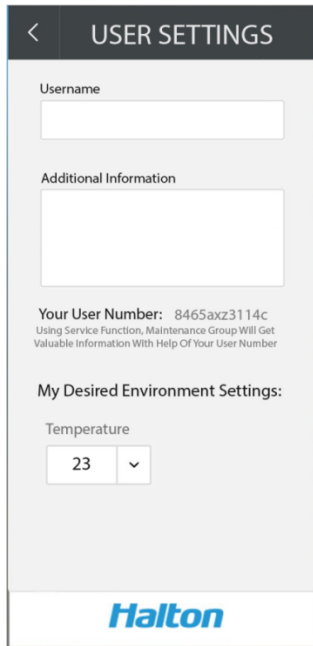 USER SETTINGS
Username
Additional Information
Your User Number: 8465axz3114c
Using Service Function, Maintenance Group Will Get
Valuable Information With Help Of Your User Number
My Desired Environment Settings:
Temperature
23
Halton